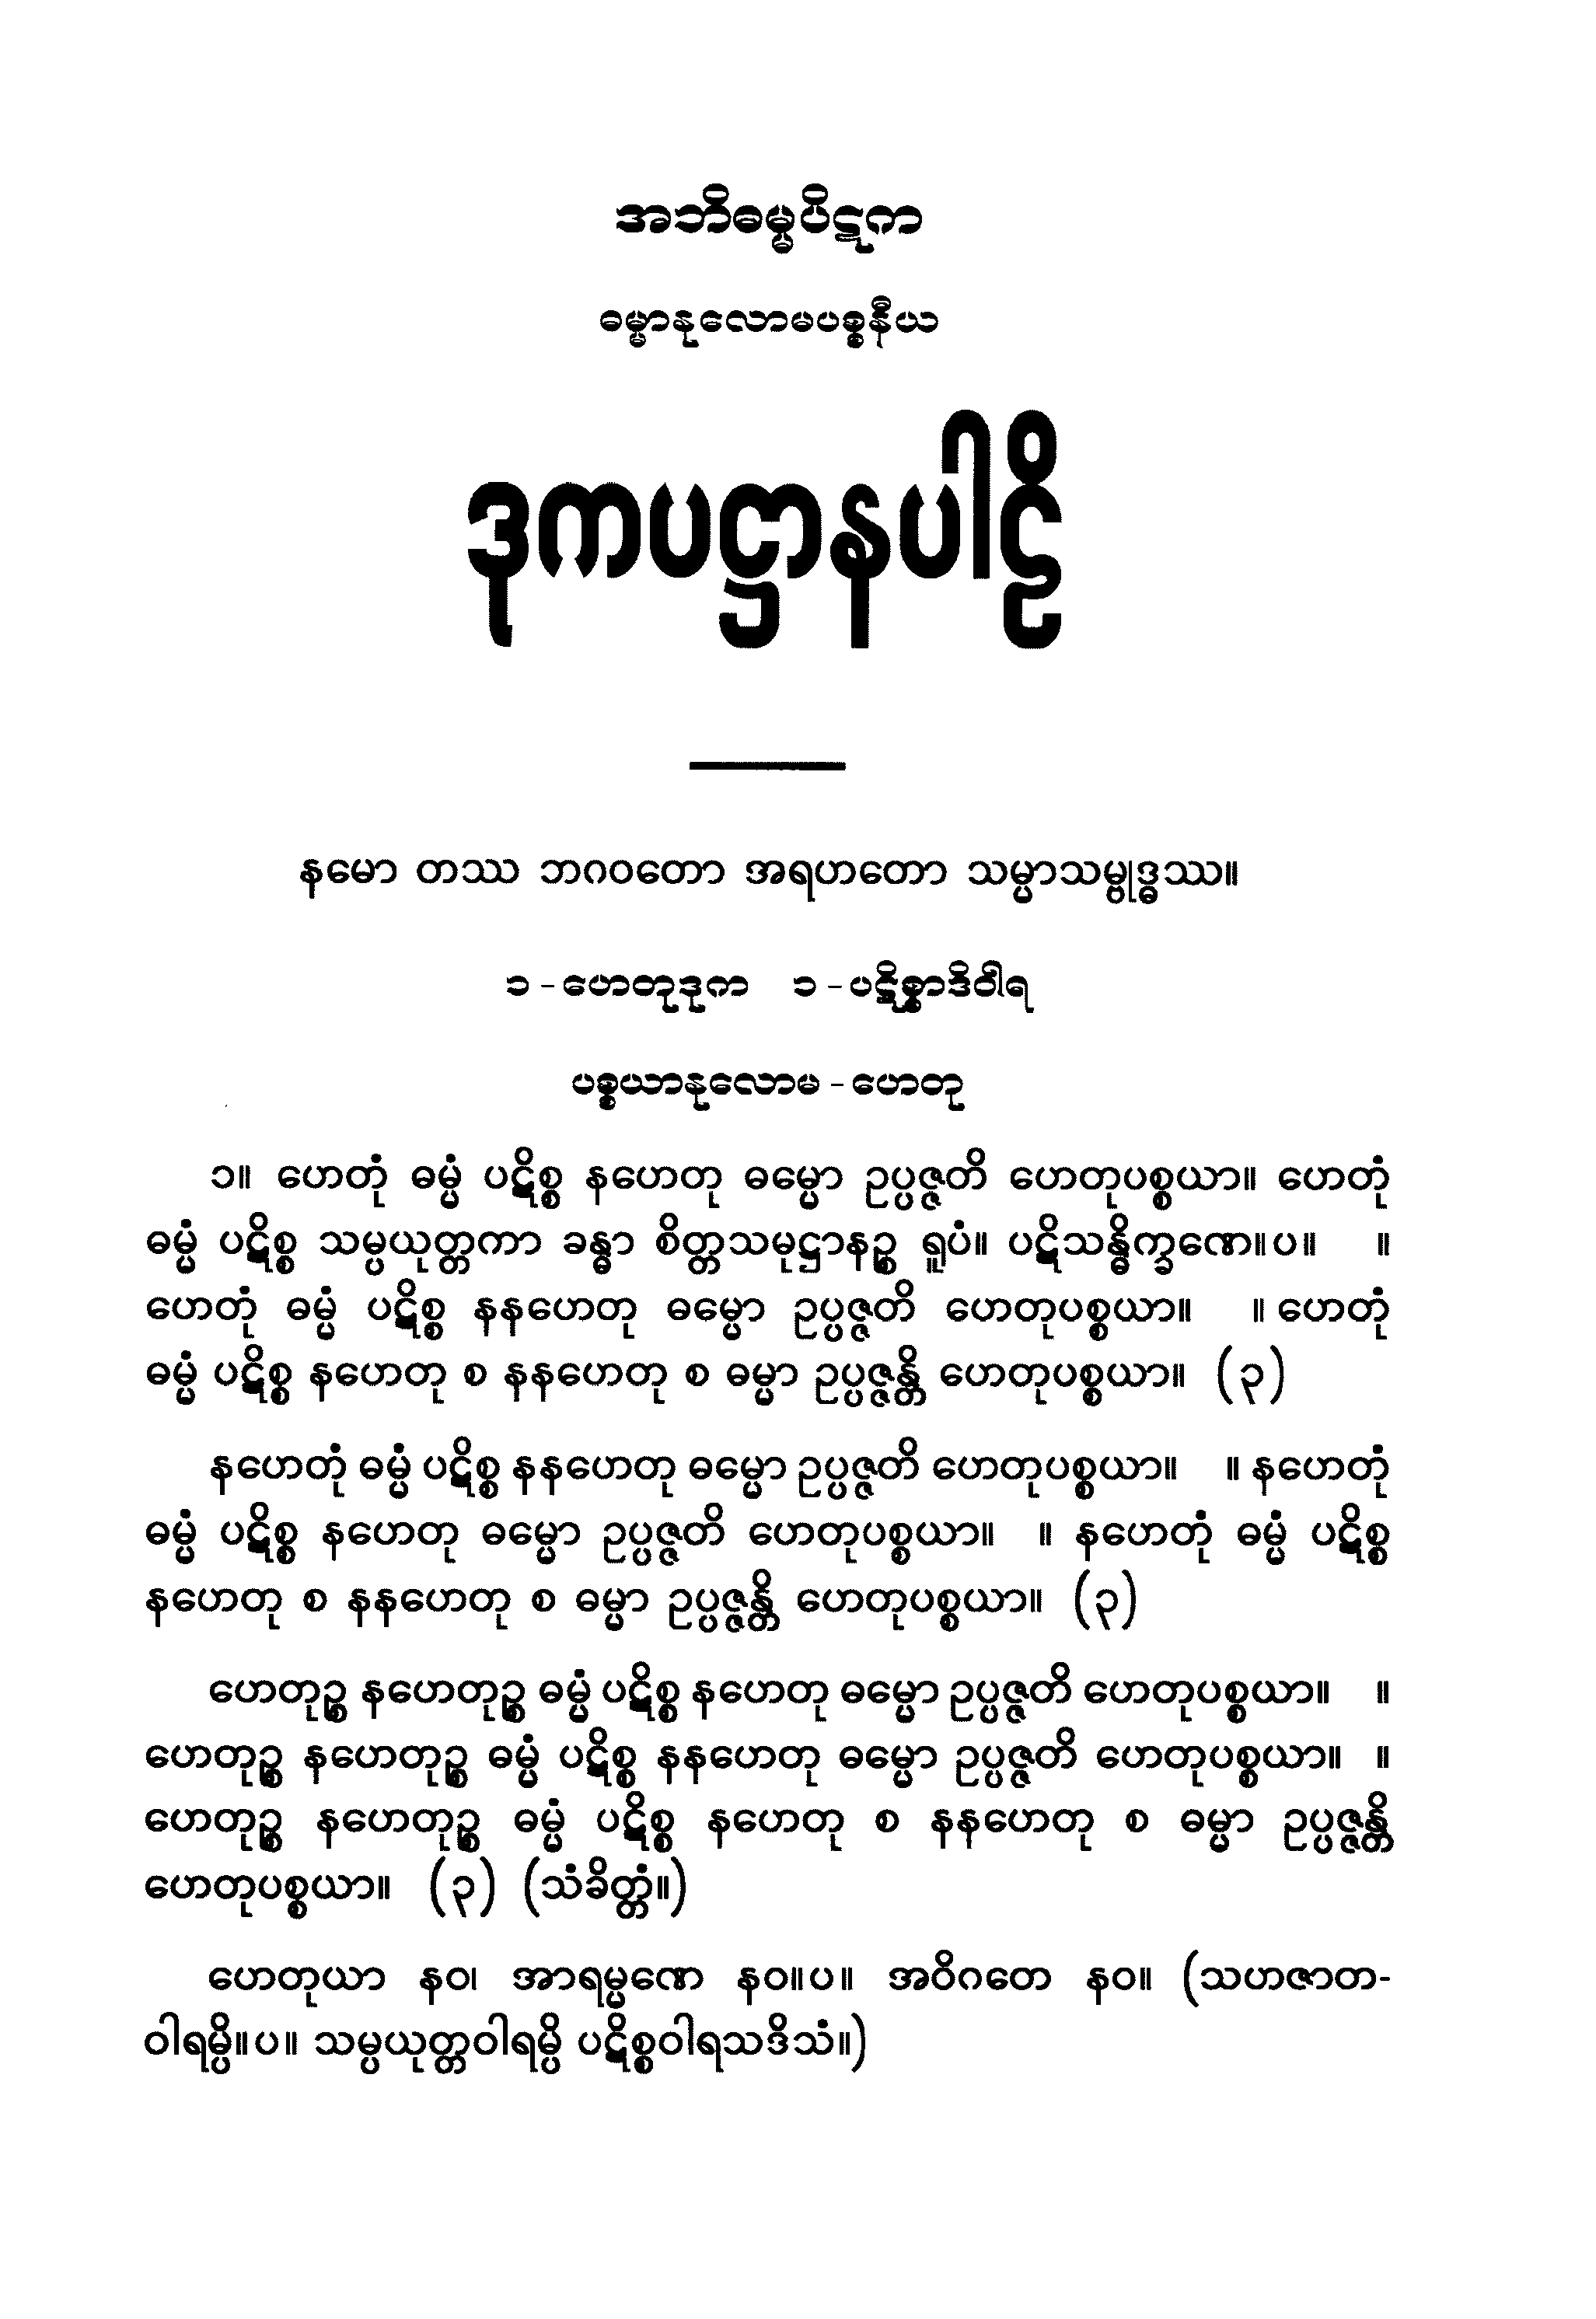 အဘိဓမ္မပိဋက
ဓမ္မာနုလောမပစ္စနီယ
ဒုကပဋ္ဌာနပါဠိ
နမော တဿ ဘဂဝတော အရဟတော သမ္မာသမ္ဗုဒ္ဓဿ။
၁ - ဟေတုဒုက ၁ - ပဋိစ္စာဒိဝါရ
ပစ္စယာနုလောမ - ဟေတု
၁။ ဟေတုံ ဓမ္မံ ပဋိစ္စ နဟေတု ဓမ္မော ဥပ္ပဇ္ဇတိ ဟေတုပစ္စယာ။ ဟေတုံ
ဓမ္မံ ပဋိစ္စ သမ္ပယုတ္တကာ ခန္ဓာ စိတ္တသမုဋ္ဌာနဉ္စ ရူပံ။ ပဋိသန္ဓိက္ခဏေ။ပ။ ။
ဟေတုံ ဓမ္မံ ပဋိစ္စ နနဟေတု ဓမ္မော ဥပ္ပဇ္ဇတိ ဟေတုပစ္စယာ။ ။ ဟေတုံ
ဓမ္မံ ပဋိစ္စ နဟေတု စ နနဟေတု စ ဓမ္မာ ဥပ္ပဇ္ဇန္တိ ဟေတုပစ္စယာ။ (၃)
နဟေတုံ ဓမ္မံ ပဋိစ္စ နနဟေတု ဓမ္မော ဥပ္ပဇ္ဇတိ ဟေတုပစ္စယာ။ ။ နဟေတုံ
ဓမ္မံ ပဋိစ္စ နဟေတု ဓမ္မော ဥပ္ပဇ္ဇတိ ဟေတုပစ္စယာ။ ။ နဟေတုံ ဓမ္မံ ပဋိစ္စ
နဟေတု စ နနဟေတု စ ဓမ္မာ ဥပ္ပဇ္ဇန္တိ ဟေတုပစ္စယာ။ (၃)
ဟေတုဉ္စ နဟေတုဉ္စ ဓမ္မံ ပဋိစ္စ နဟေတု ဓမ္မော ဥပ္ပဇ္ဇတိ ဟေတုပစ္စယာ။ ။
ဟေတုဉ္စ နဟေတုဉ္စ ဓမ္မံ ပဋိစ္စ နနဟေတု ဓမ္မော ဥပ္ပဇ္ဇတိ ဟေတုပစ္စယာ။ ။
ဟေတုဉ္စ နဟေတုဉ္စ ဓမ္မံ ပဋိစ္စ နဟေတု စ နနဟေတု စ ဓမ္မာ ဥပ္ပဇ္ဇန္တိ
ဟေတုပစ္စယာ။ (၃) (သံခိတ္တံ။)
ဟေတုယာ နဝ၊ အာရမ္မဏေ နဝ။ပ။ အဝိဂတေ နဝ။ (သဟဇာတ-
ဝါရမ္ပိ။ပ။ သမ္ပယုတ္တဝါရမ္ပိ ပဋိစ္စဝါရသဒိသံ။)